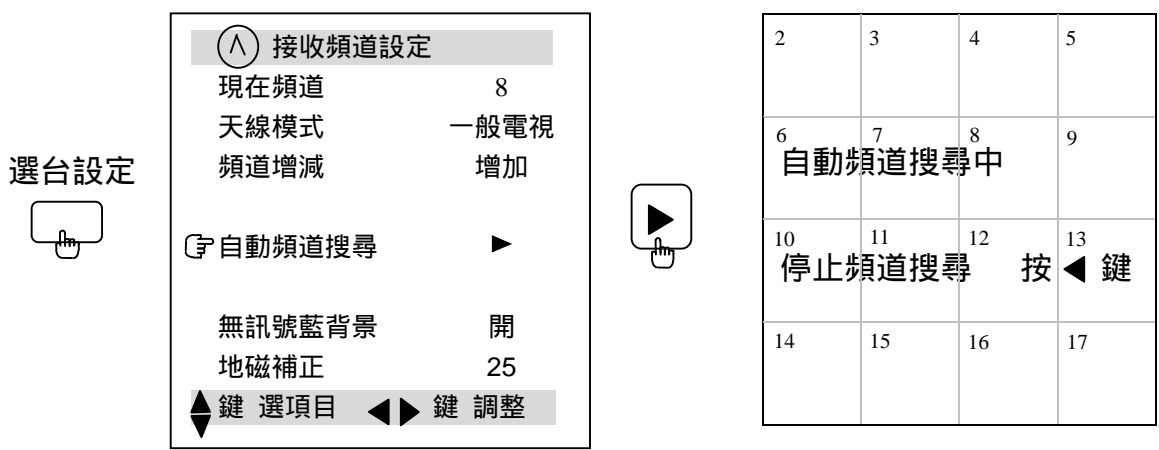 選台設定
接收頻道設定
現在頻道 8
天線模式 一般電視
頻道增減 增加
自動頻道搜尋 ▶
無訊號藍背景 開
地磁補正 25
鍵 選項目 ◀▶ 鍵 調整
2 3 4 5
6 7 8 9
自動頻道搜尋中
10 11 12 13
停止頻道搜尋 按 ◀ 鍵
14 15 16 17